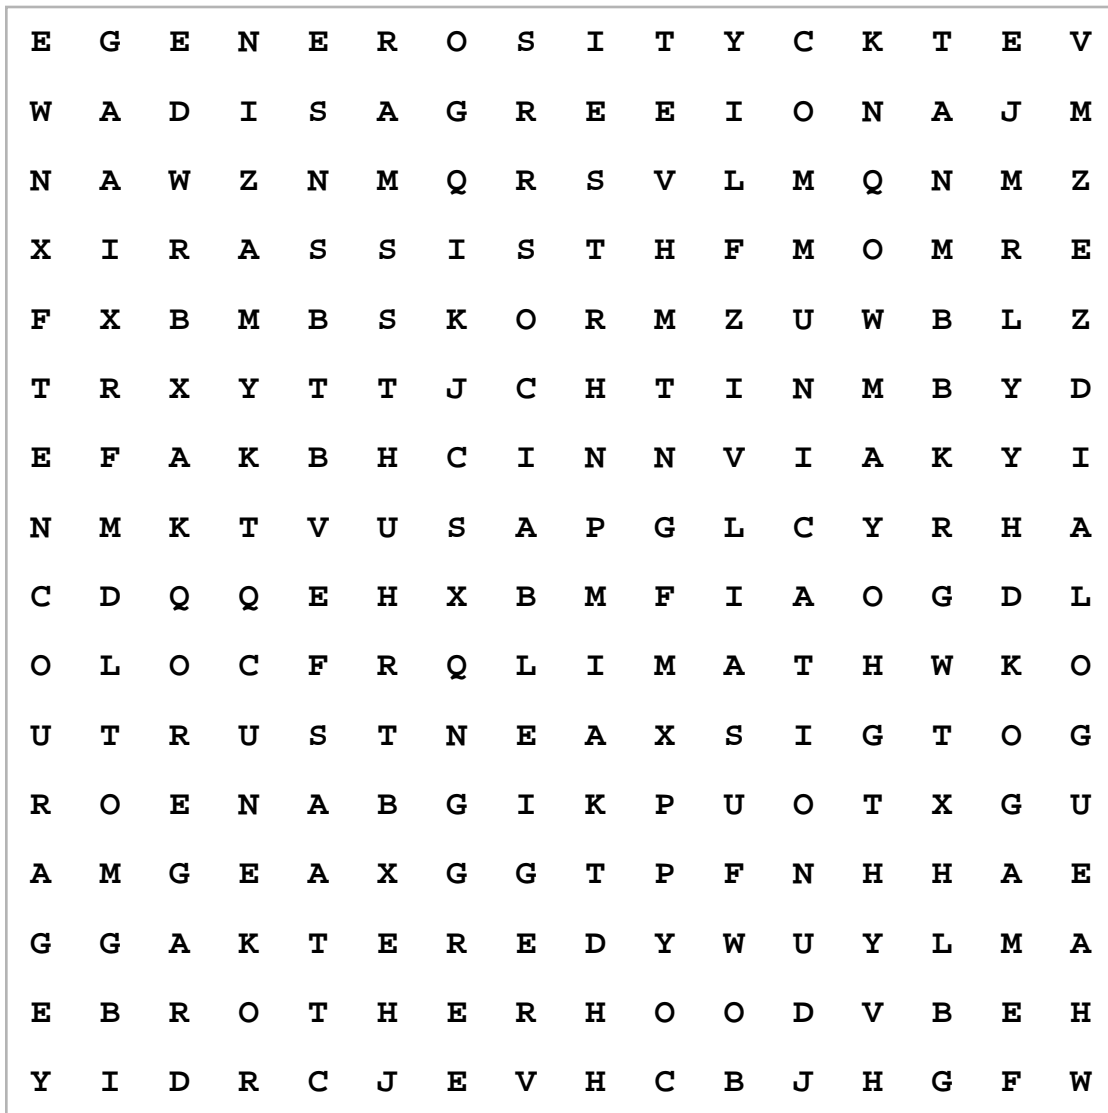 E G E N E R O S I T Y C K T E V
W A D I S A G R E E I O N A J M
N A W Z N M Q R S V L M Q N M Z
X I R A S S I S T H F M O M R E
F X B M B S K O R M Z U W B L Z
T R X Y T T J C H T I N M B Y D
E F A K B H C I N N V I A K Y I
N M K T V U S A P G L C Y R H A
C D Q Q E H X B M F I A O G D L
O L O C F R Q L I M A T H W K O
U T R U S T N E A X S I G T O G
R O E N A B G I K P U O T X G U
A M G E A X G G T P F N H H A E
G G A K T E R E D Y W U Y L M A
E B R O T H E R H O O D V B E H
Y I D R C J E V H C B J H G F W